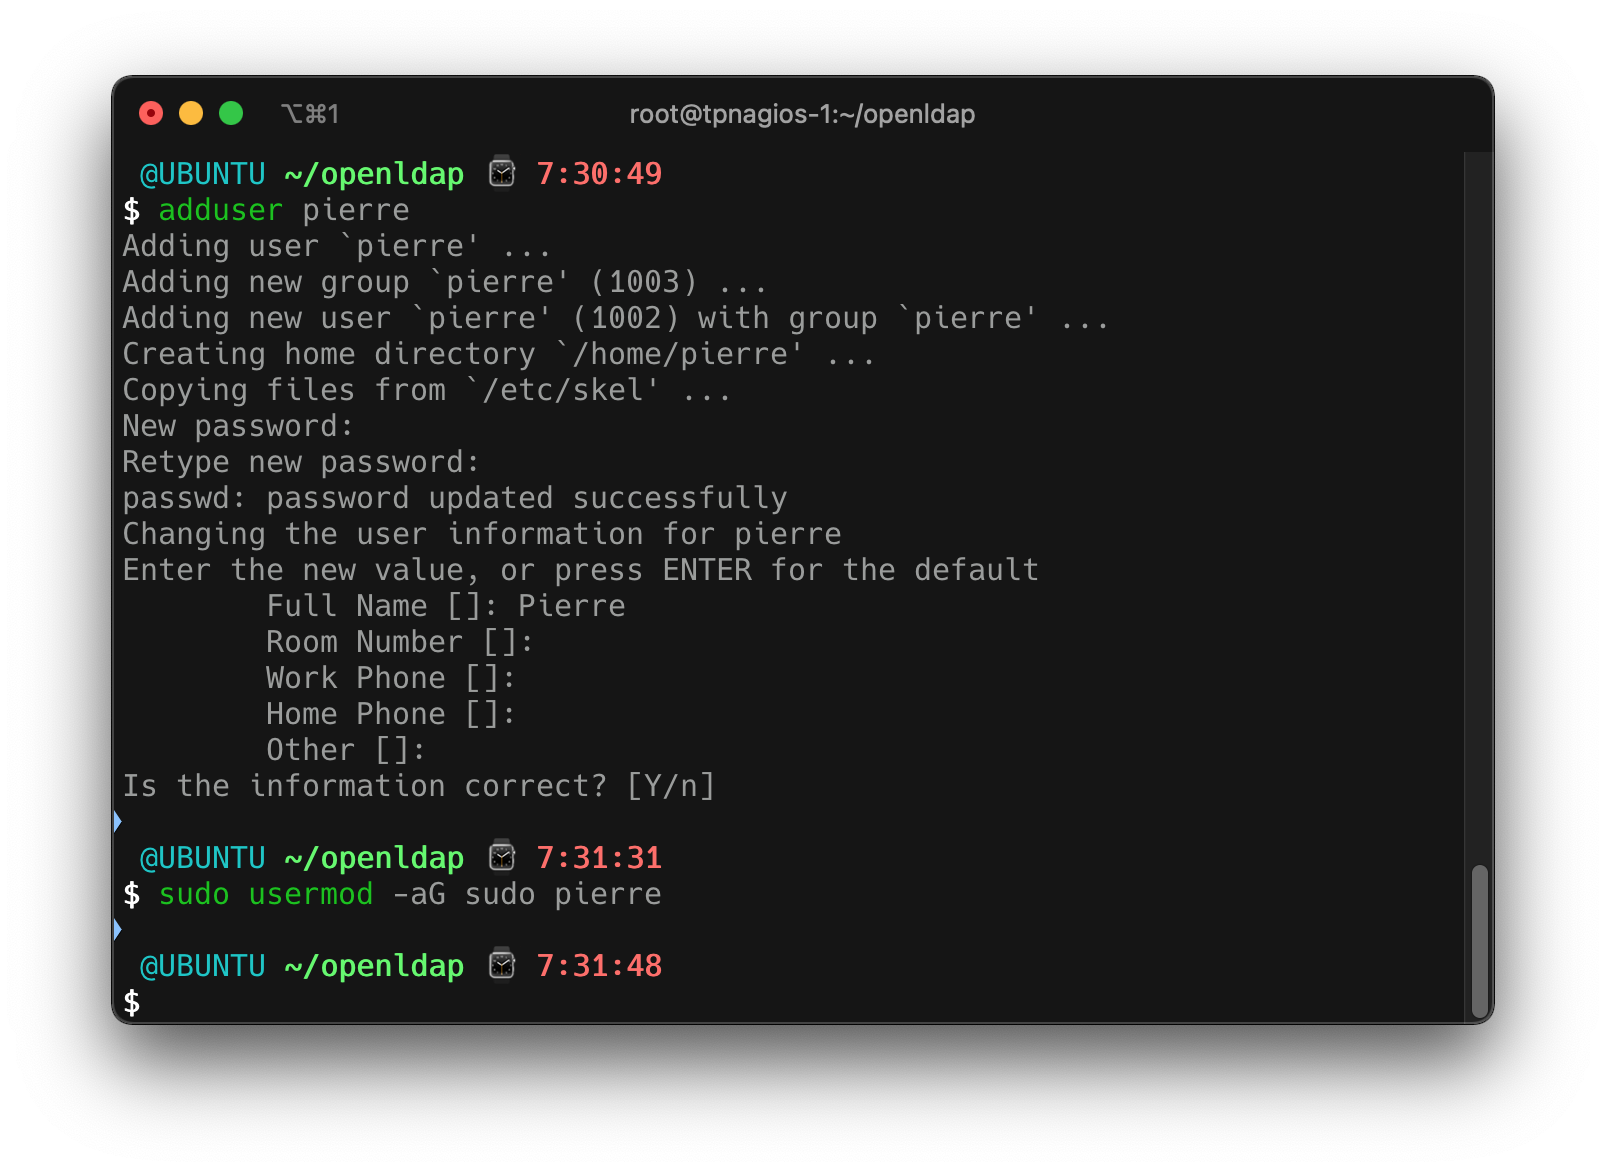 ⌥⌘1 root@tpnagios-1:~/openldap
@UBUNTU ~/openldap ⌚ 7:30:49
$ adduser pierre
Adding user `pierre' ...
Adding new group `pierre' (1003) ...
Adding new user `pierre' (1002) with group `pierre' ...
Creating home directory `/home/pierre' ...
Copying files from `/etc/skel' ...
New password:
Retype new password:
passwd: password updated successfully
Changing the user information for pierre
Enter the new value, or press ENTER for the default
        Full Name []: Pierre
        Room Number []:
        Work Phone []:
        Home Phone []:
        Other []:
Is the information correct? [Y/n]
@UBUNTU ~/openldap ⌚ 7:31:31
$ sudo usermod -aG sudo pierre
@UBUNTU ~/openldap ⌚ 7:31:48
$